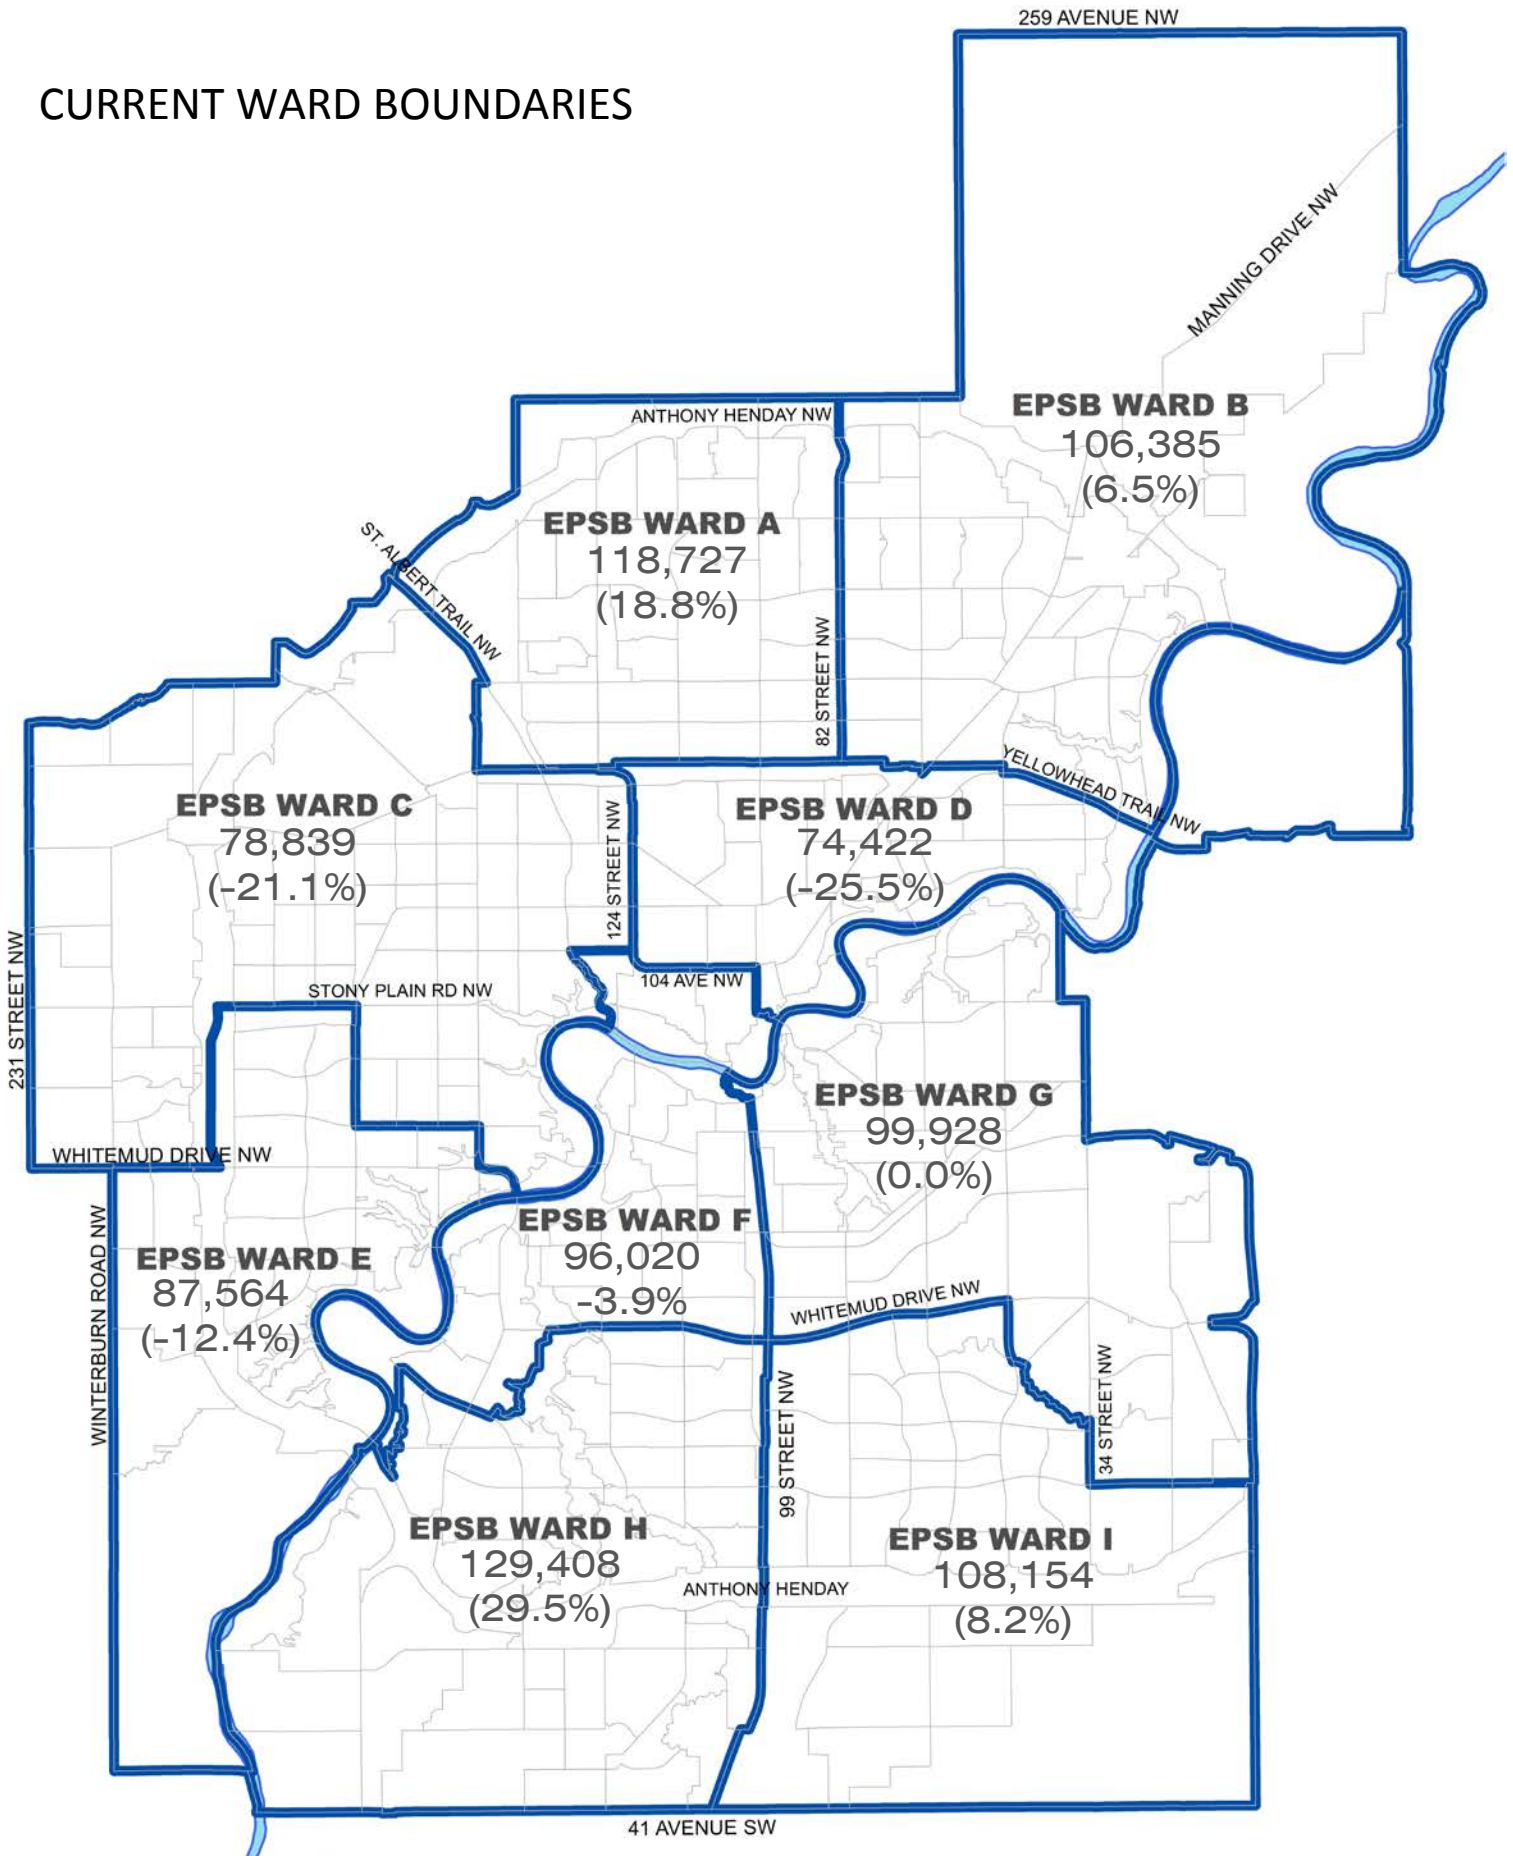 259 AVENUE NW
CURRENT WARD BOUNDARIES
MANNING DRIVE NW
EPSB WARD B
106,385
(6.5%)
ANTHONY HENDAY NW
EPSB WARD A
118,727
(18.8%)
ST. ALBERT TRAIL NW
82 STREET NW
YELLOWHEAD TRAIL NW
EPSB WARD C
78,839
(-21.1%)
EPSB WARD D
74,422
(-25.5%)
124 STREET NW
231 STREET NW
104 AVE NW
STONY PLAIN RD NW
EPSB WARD G
99,928
(0.0%)
WHITEMUD DRIVE NW
WINTERBURN ROAD NW
EPSB WARD E
87,564
(-12.4%)
EPSB WARD F
96,020
-3.9%
WHITEMUD DRIVE NW
34 STREET NW
99 STREET NW
EPSB WARD H
129,408
(29.5%)
EPSB WARD I
108,154
(8.2%)
ANTHONY HENDAY
41 AVENUE SW